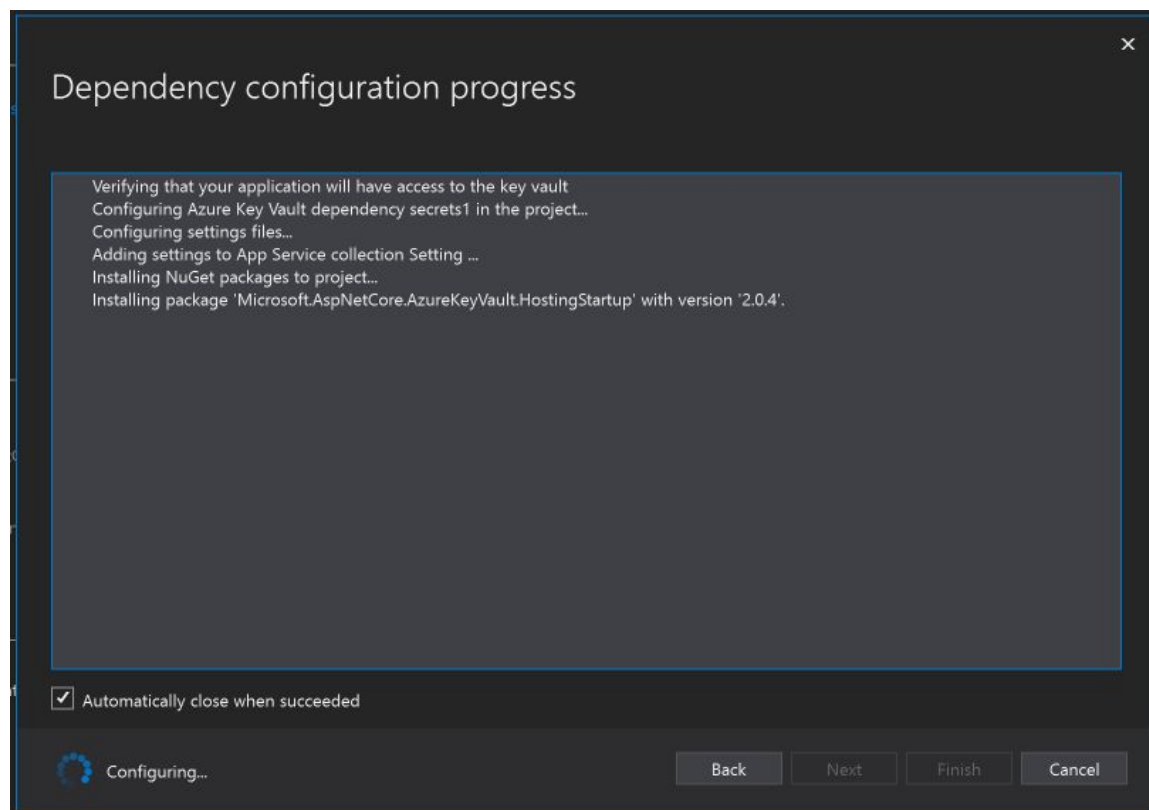 Dependency configuration progress
Verifying that your application will have access to the key vault
Configuring Azure Key Vault dependency secrets1 in the project...
Configuring settings files...
Adding settings to App Service collection Setting ...
Installing NuGet packages to project...
Installing package 'Microsoft.AspNetCore.AzureKeyVault.HostingStartup' with version '2.0.4'.
Automatically close when succeeded
Configuring...
Back
Next
Finish
Cancel